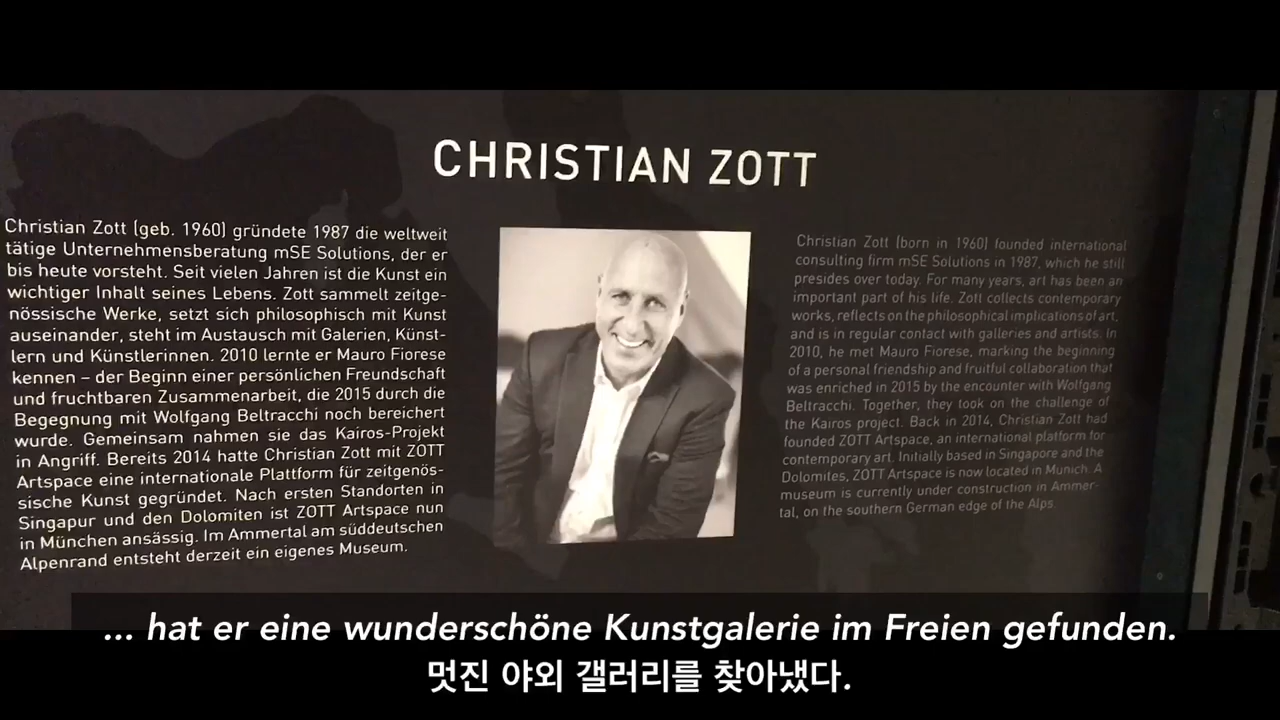 CHRISTIAN ZOTT
Christian Zott (geb. 1960) gründete 1987 die weltweit
tätige Unternehmensberatung mSE Solutions, der er
bis heute vorsteht. Seit vielen Jahren ist die Kunst ein
wichtiger Inhalt seines Lebens. Zott sammelt zeitge-
nössische Werke, setzt sich philosophisch mit Kunst
auseinander, steht im Austausch mit Galerien, Künst-
lern und Künstlerinnen. 2010 lernte er Mauro Fiorese
kennen – der Beginn einer persönlichen Freundschaft
und fruchtbaren Zusammenarbeit, die 2015 durch die
Begegnung mit Wolfgang Beltracchi noch bereichert
wurde. Gemeinsam nahmen sie das Kairos-Projekt
in Angriff. Bereits 2014 hatte Christian Zott mit ZOTT
Artspace eine internationale Plattform für zeitgenös-
sische Kunst gegründet. Nach ersten Standorten in
Singapur und den Dolomiten ist ZOTT Artspace nun
in München ansässig. Im Ammertal am süddeutschen
Alpenrand entsteht derzeit ein eigenes Museum.
Christian Zott (born in 1960) founded international
consulting firm mSE Solutions in 1987, which he still
presides over today. For many years, art has been an
important part of his life. Zott collects contemporary
works, reflects on the philosophical implications of art,
and is in regular contact with galleries and artists. In
2010, he met Mauro Fiorese, marking the beginning
of a personal friendship and fruitful collaboration that
was enriched in 2015 by the encounter with Wolfgang
Beltracchi. Together, they took on the challenge of
the Kairos project. Back in 2014, Christian Zott had
founded ZOTT Artspace, an international platform for
contemporary art. Initially based in Singapore and the
Dolomites, ZOTT Artspace is now located in Munich. A
museum is currently under construction in Ammer-
tal, on the southern German edge of the Alps.
... hat er eine wunderschöne Kunstgalerie im Freien gefunden.
멋진 야외 갤러리를 찾아냈다.